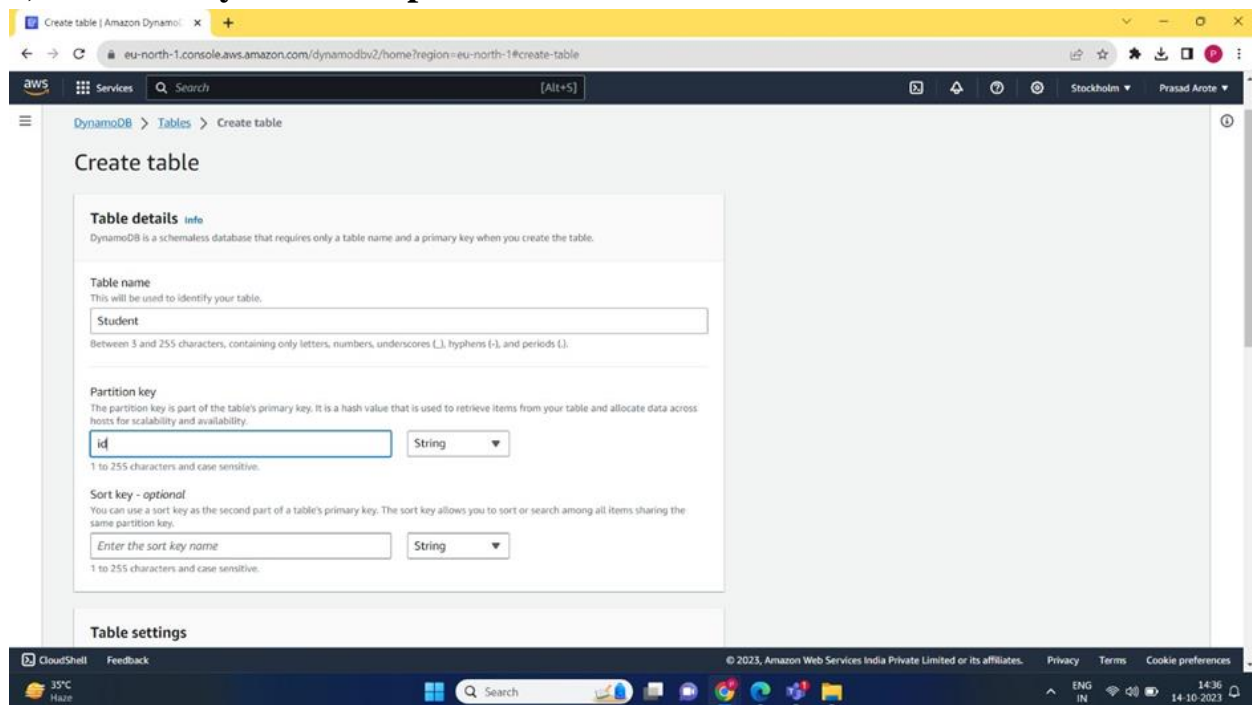 Create table | Amazon Dynamo
eu-north-1.console.aws.amazon.com/dynamodbv2/home?region=eu-north-1#create-table
P
aws
Services
Search
[Alt+S]
Stockholm
Prasad Arote
DynamoDB > Tables > Create table
Create table
Table details Info
DynamoDB is a schemaless database that requires only a table name and a primary key when you create the table.
Table name
This will be used to identify your table.
Student
Between 3 and 255 characters, containing only letters, numbers, underscores (_), hyphens (-), and periods (.).
Partition key
The partition key is part of the table's primary key. It is a hash value that is used to retrieve items from your table and allocate data across
hosts for scalability and availability.
id
String
1 to 255 characters and case sensitive.
Sort key - optional
You can use a sort key as the second part of a table's primary key. The sort key allows you to sort or search among all items sharing the
same partition key.
Enter the sort key name
String
1 to 255 characters and case sensitive.
Table settings
CloudShell
Feedback
© 2023, Amazon Web Services India Private Limited or its affiliates.
Privacy
Terms
Cookie preferences
35°C
Haze
Search
ENG
IN
14:36
14-10-2023